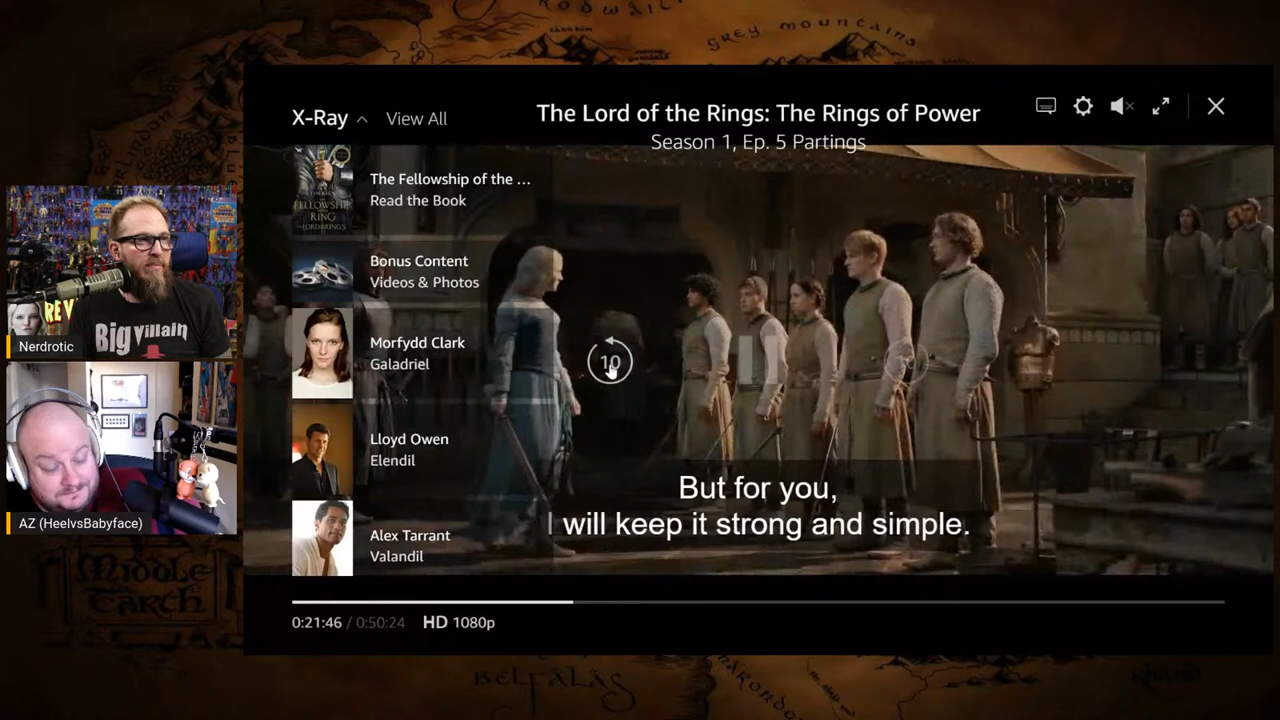 RODWAITH
GREY MOUNTAINS
X-Ray
View All
The Lord of the Rings: The Rings of Power
Season 1, Ep. 5 Partings
The Fellowship of the ...
Read the Book
FELLOWSHIP
RING
Bonus Content
Videos & Photos
Morfydd Clark
Galadriel
10
Lloyd Owen
Elendil
Alex Tarrant
Valandil
But for you,
I will keep it strong and simple.
0:21:46 / 0:50:24
HD 1080p
Big Villain
Nerdrotic
AZ (HeelvsBabyface)
MIDDLE
EARTH
BELFALAS